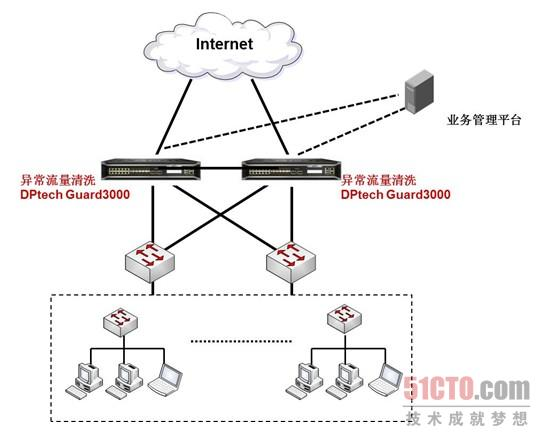 Internet
业务管理平台
异常流量清洗
DPtech Guard3000
异常流量清洗
DPtech Guard3000
51CTO.com
技术成就梦想